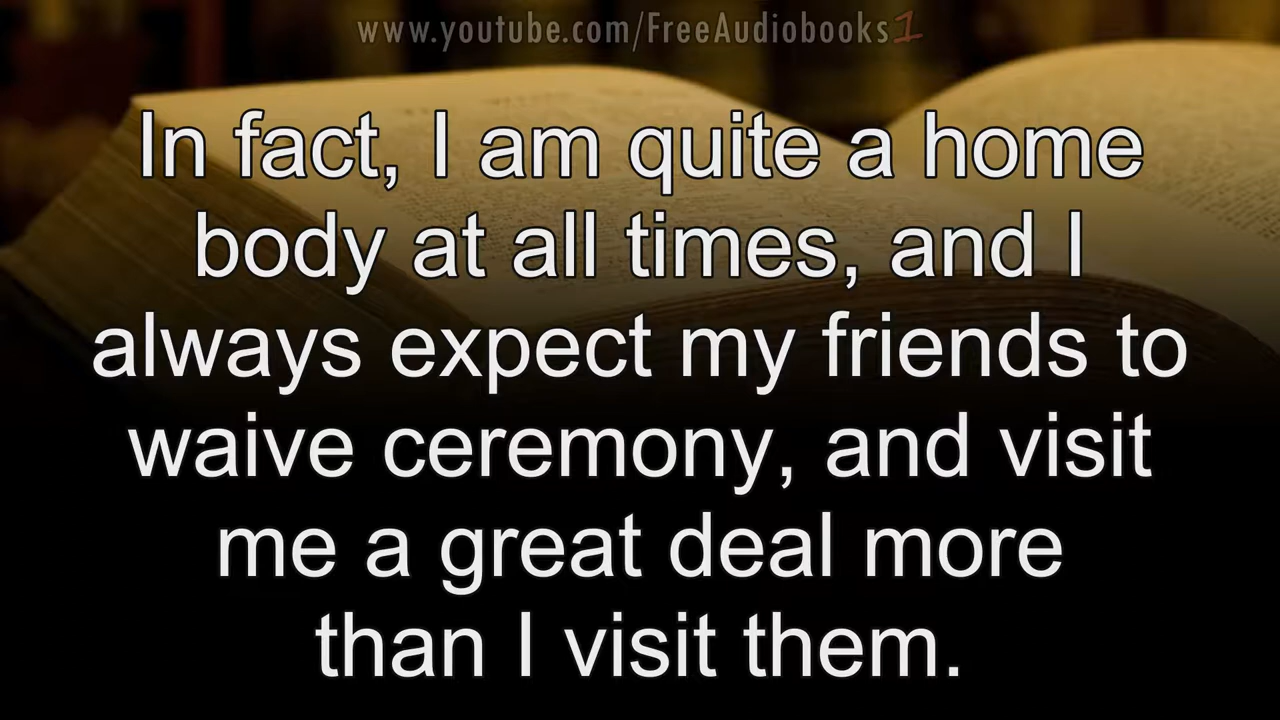 www.youtube.com/FreeAudiobooks1
In fact, I am quite a home
body at all times, and I
always expect my friends to
waive ceremony, and visit
me a great deal more
than I visit them.